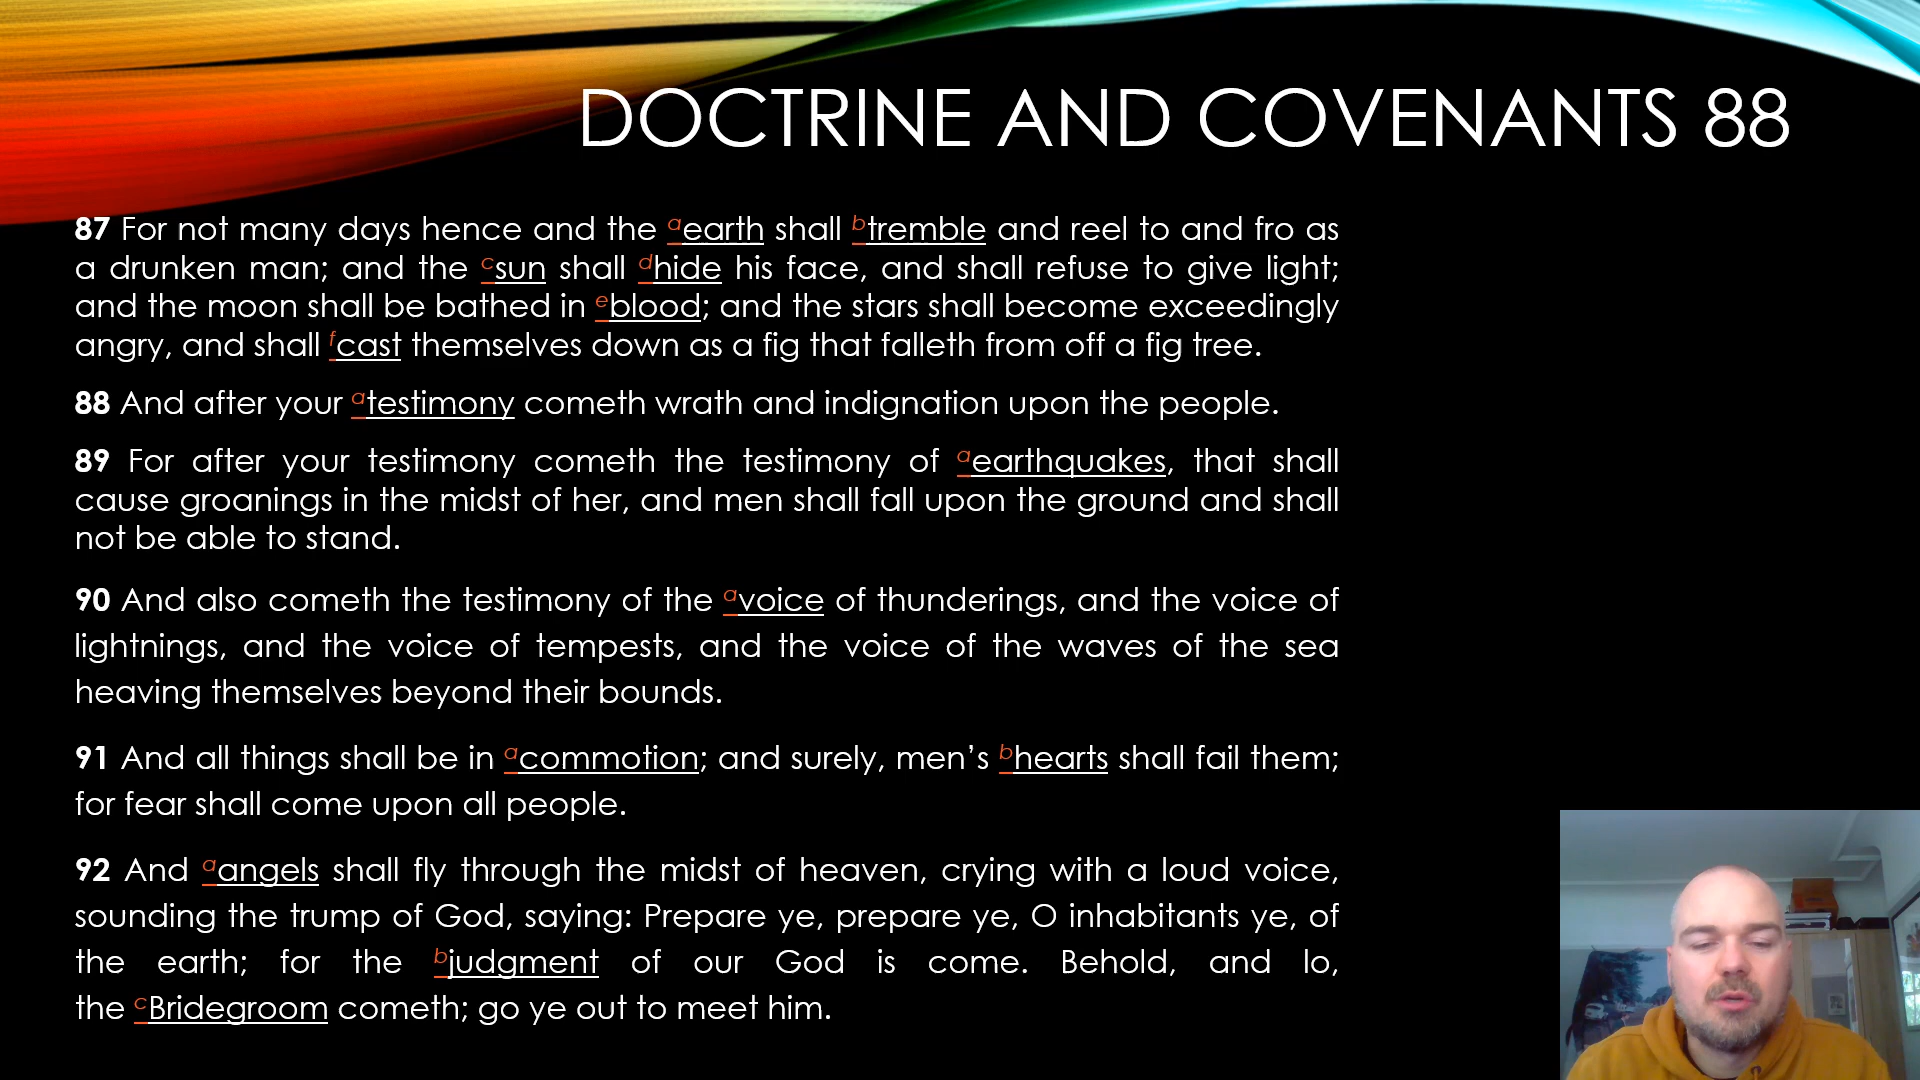 DOCTRINE AND COVENANTS 88
87 For not many days hence and the aearth shall btremble and reel to and fro as
a drunken man; and the csun shall dhide his face, and shall refuse to give light;
and the moon shall be bathed in eblood; and the stars shall become exceedingly
angry, and shall fcast themselves down as a fig that falleth from off a fig tree.
88 And after your atestimony cometh wrath and indignation upon the people.
89 For after your testimony cometh the testimony of aearthquakes, that shall
cause groanings in the midst of her, and men shall fall upon the ground and shall
not be able to stand.
90 And also cometh the testimony of the avoice of thunderings, and the voice of
lightnings, and the voice of tempests, and the voice of the waves of the sea
heaving themselves beyond their bounds.
91 And all things shall be in acommotion; and surely, men’s bhearts shall fail them;
for fear shall come upon all people.
92 And aangels shall fly through the midst of heaven, crying with a loud voice,
sounding the trump of God, saying: Prepare ye, prepare ye, O inhabitants ye, of
the earth; for the bjudgment of our God is come. Behold, and lo,
the cBridegroom cometh; go ye out to meet him.